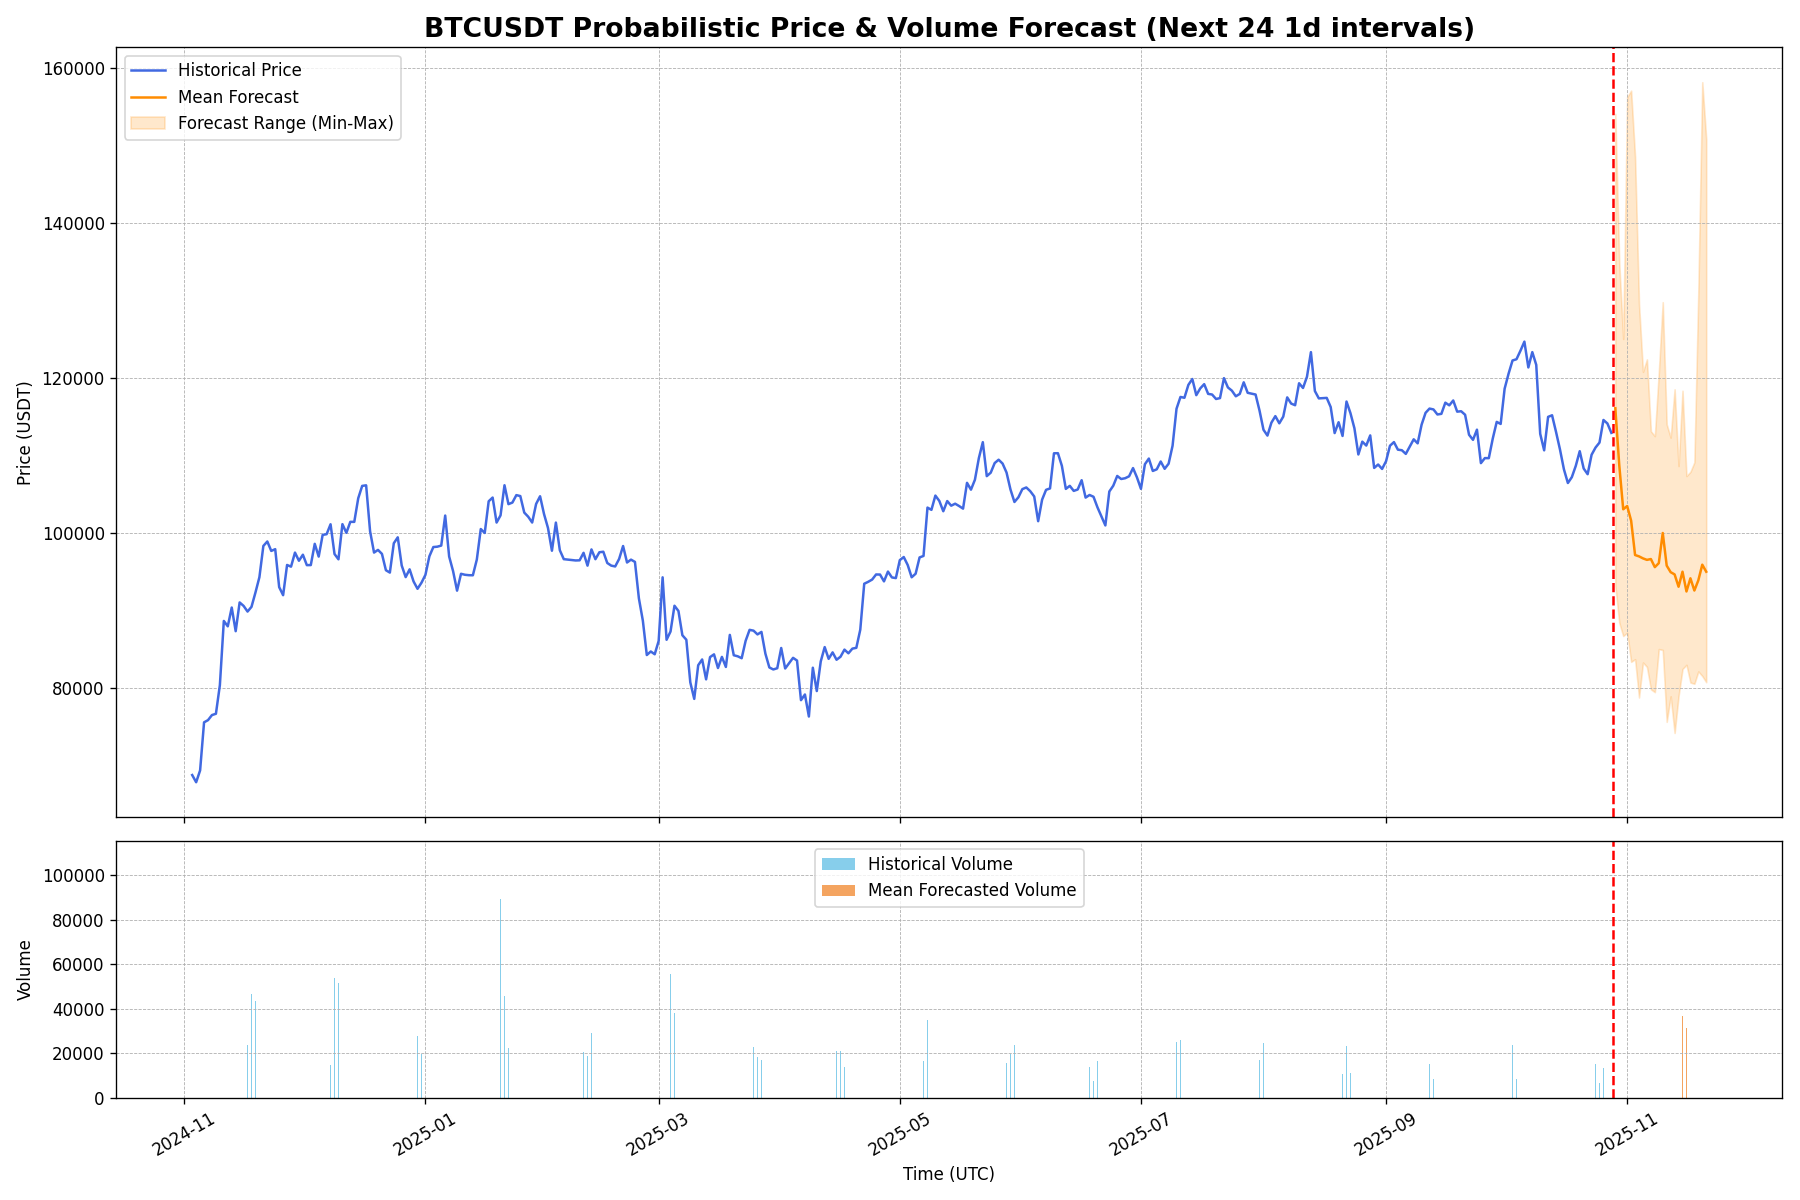 BTCUSDT Probabilistic Price & Volume Forecast (Next 24 1d intervals)
Historical Price
Mean Forecast
Forecast Range (Min-Max)
160000
140000
120000
100000
80000
Price (USDT)
Historical Volume
Mean Forecasted Volume
100000
80000
60000
40000
20000
0
Volume
2024-11
2025-01
2025-03
2025-05
2025-07
2025-09
2025-11
Time (UTC)